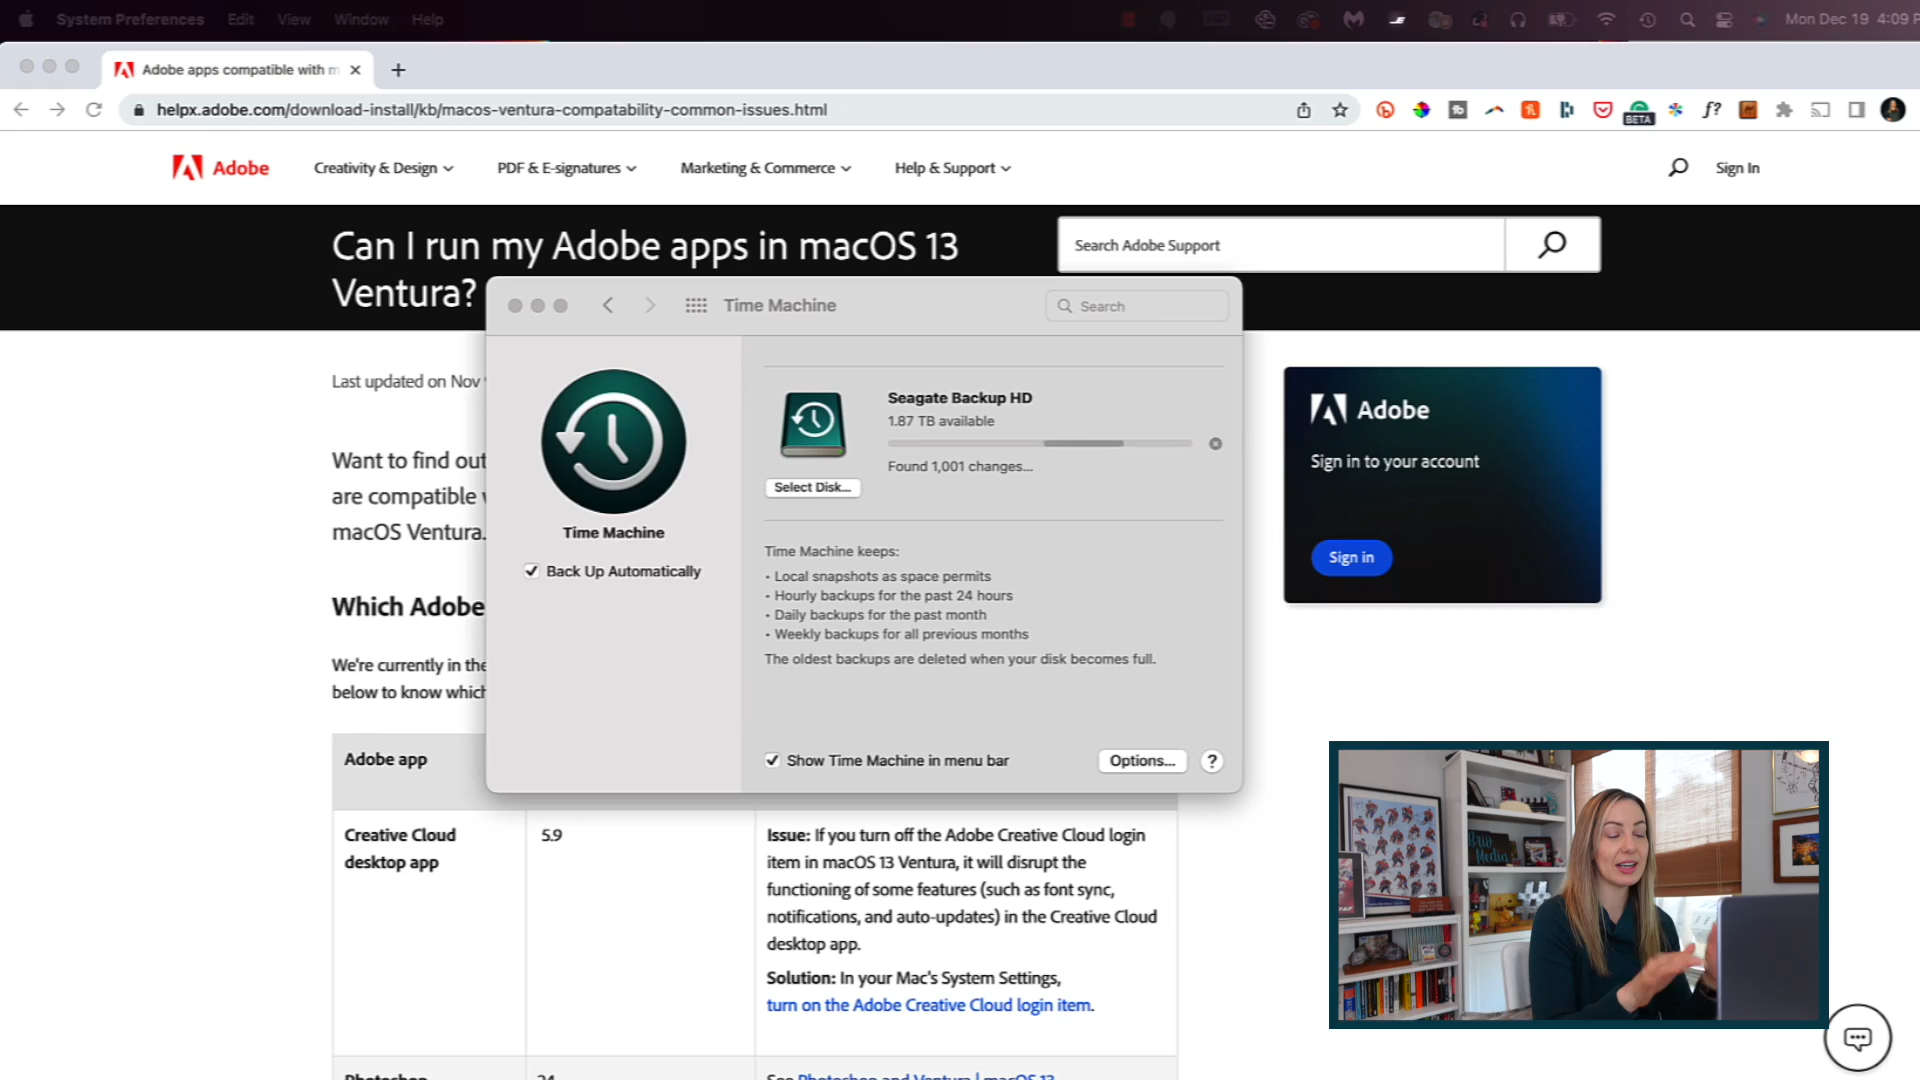 System Preferences Edit View Window Help
Mon Dec 19 4:09 P
Adobe apps compatible with m
helpx.adobe.com/download-install/kb/macos-ventura-compatability-common-issues.html
BETA
f?
Adobe
Creativity & Design
PDF & E-signatures
Marketing & Commerce
Help & Support
Sign In
Can I run my Adobe apps in macOS 13
Ventura?
Search Adobe Support
Time Machine
Search
Last updated on Nov
Want to find out
are compatible
macOS Ventura.
Which Adobe
We're currently in the
below to know which
Time Machine
Back Up Automatically
Seagate Backup HD
1.87 TB available
Found 1,001 changes...
Select Disk...
Time Machine keeps:
• Local snapshots as space permits
• Hourly backups for the past 24 hours
• Daily backups for the past month
• Weekly backups for all previous months
The oldest backups are deleted when your disk becomes full.
Show Time Machine in menu bar
Options...
?
Adobe
Sign in to your account
Sign in
Adobe app
Creative Cloud
desktop app
5.9
Issue: If you turn off the Adobe Creative Cloud login
item in macOS 13 Ventura, it will disrupt the
functioning of some features (such as font sync,
notifications, and auto-updates) in the Creative Cloud
desktop app.
Solution: In your Mac's System Settings,
turn on the Adobe Creative Cloud login item.
Photoshop
24
See Photoshop and Ventura | macOS 13
Media